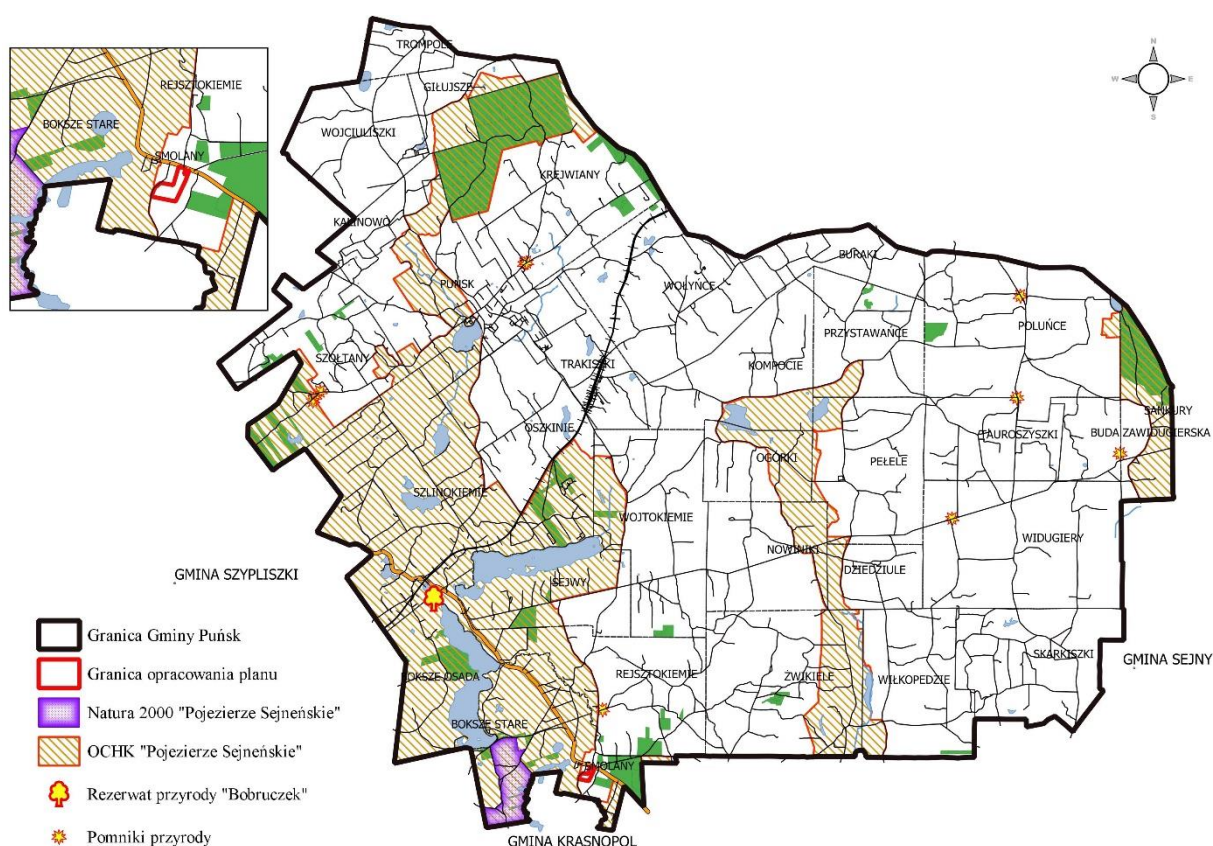 REJSZTOKIEMIE
BOKSZE STARE
SMOLANY
N
W E
S
TROMPOLE
GIŁUJSZE
WOJCIULISZKI
KREJWIANY
KALINOWO
BURAKI
PUŃSK
WOŁYŃCE
POLUŃCE
PRZYSTAWAŃCE
SZOŁTANY
TRAKISZKI
KOMPOCIE
SANKURY
OSZKINIE
TAUROSZYSZKI
BUDA ZAWIDUGIERSKA
OGÓRKI
PEŁELE
SZLINOKIEMIE
WOJTOKIEMIE
WIDUGIERY
NOWINIKI
GMINA SZYPLISZKI
SEJWY
DZIEDZIULE
SKARKISZKI
GMINA SEJNY
BOKSZE OSADA
REJSZTOKIEMIE
ŻWIKIELE
WIŁKOPEDZIE
BOKSZE STARE
SMOLANY
GMINA KRASNOPOL
Granica Gminy Puńsk
Granica opracowania planu
Natura 2000 "Pojezierze Sejneńskie"
OCHK "Pojezierze Sejneńskie"
Rezerwat przyrody "Bobruczek"
Pomniki przyrody